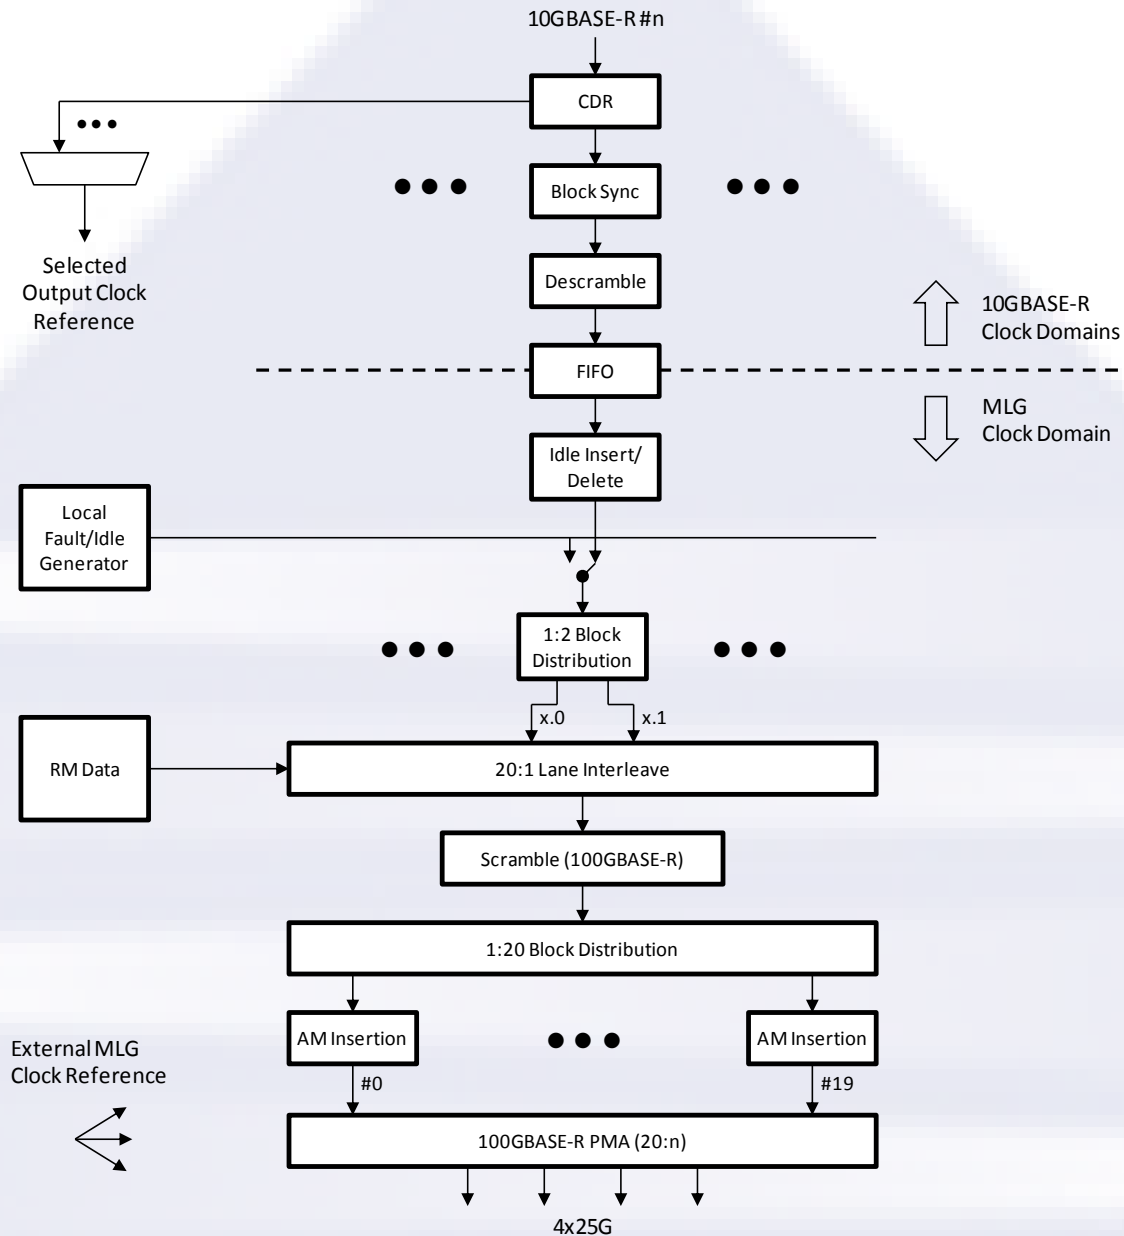 10GBASE-R #n
CDR
Block Sync
Selected
Output Clock
Reference
Descramble
10GBASE-R
Clock Domains
FIFO
MLG
Clock Domain
Idle Insert/
Delete
Local
Fault/Idle
Generator
1:2 Block
Distribution
x.0
x.1
RM Data
20:1 Lane Interleave
Scramble (100GBASE-R)
1:20 Block Distribution
AM Insertion
AM Insertion
External MLG
Clock Reference
#0
#19
100GBASE-R PMA (20:n)
4x25G